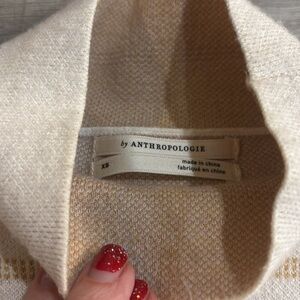 by ANTHROPOLOGIE
XS
made in china
fabriqué en chine